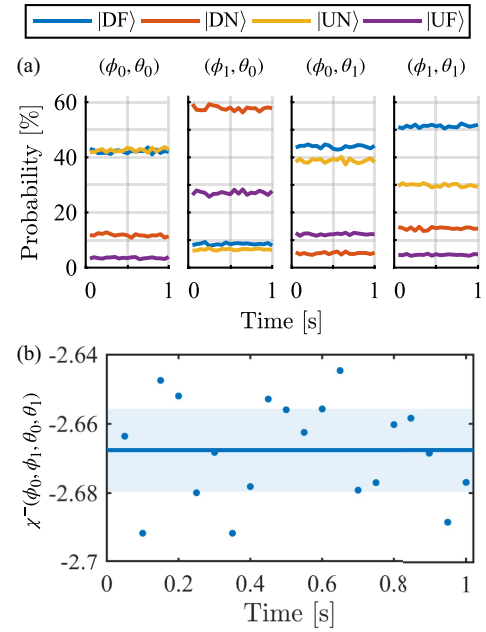 |DF⟩ |DN⟩ |UN⟩ |UF⟩
(a) (ϕ₀, θ₀) (ϕ₁, θ₀) (ϕ₀, θ₁) (ϕ₁, θ₁)
Probability [%]
60
40
20
0
0 1 0 1 0 1 0 1
Time [s]
(b)
χ⁻(ϕ₀, ϕ₁, θ₀, θ₁)
-2.64
-2.66
-2.68
-2.7
0 0.2 0.4 0.6 0.8 1
Time [s]